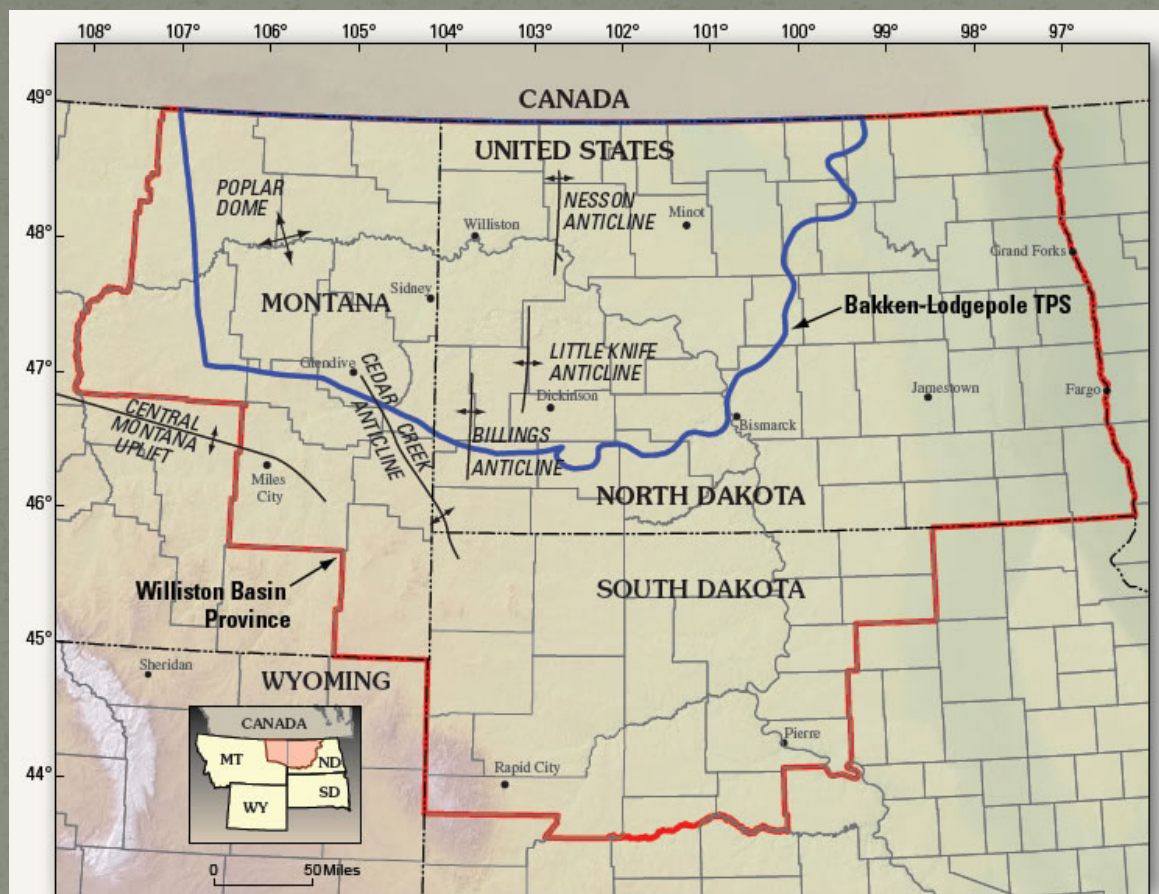 108° 107° 106° 105° 104° 103° 102° 101° 100° 99° 98° 97°
49°
CANADA
UNITED STATES
POPLAR
DOME
NESSON
ANTICLINE
Minot
Williston
48°
Grand Forks
Sidney
MONTANA
Bakken-Lodgepole TPS
47°
Glendive
CEDAR CREEK
ANTICLINE
LITTLE KNIFE
ANTICLINE
Dickinson
Jamestown
Fargo
CENTRAL
MONTANA
UPLIFT
BILLINGS
ANTICLINE
Bismarck
Miles
City
46°
NORTH DAKOTA
Williston Basin
Province
SOUTH DAKOTA
45°
Sheridan
WYOMING
CANADA
MT
ND
WY
SD
Pierre
44°
Rapid City
0 50 Miles